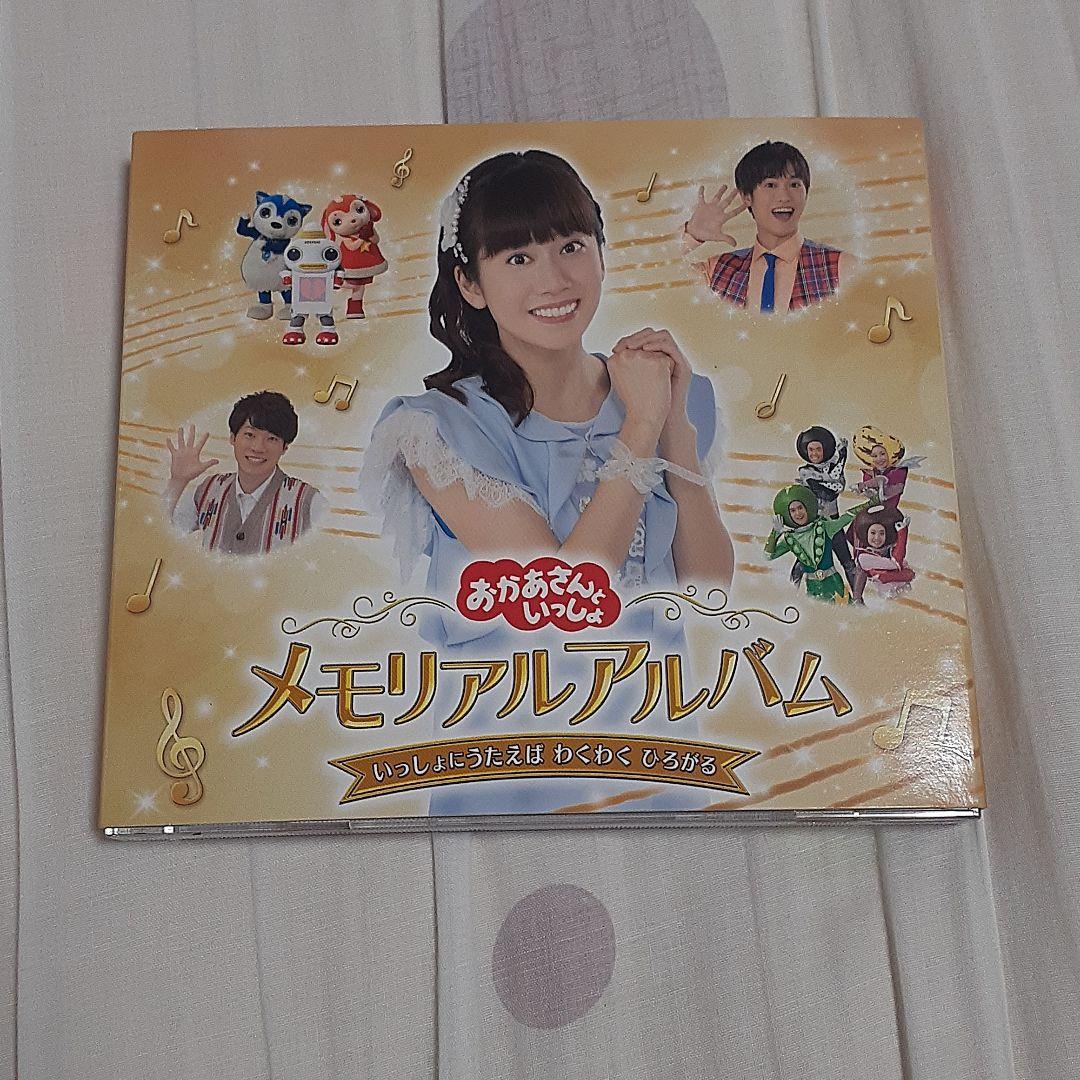 おかあさんと
いっしょ
メモリアルアルバム
いっしょにうたえば わくわく ひろがる